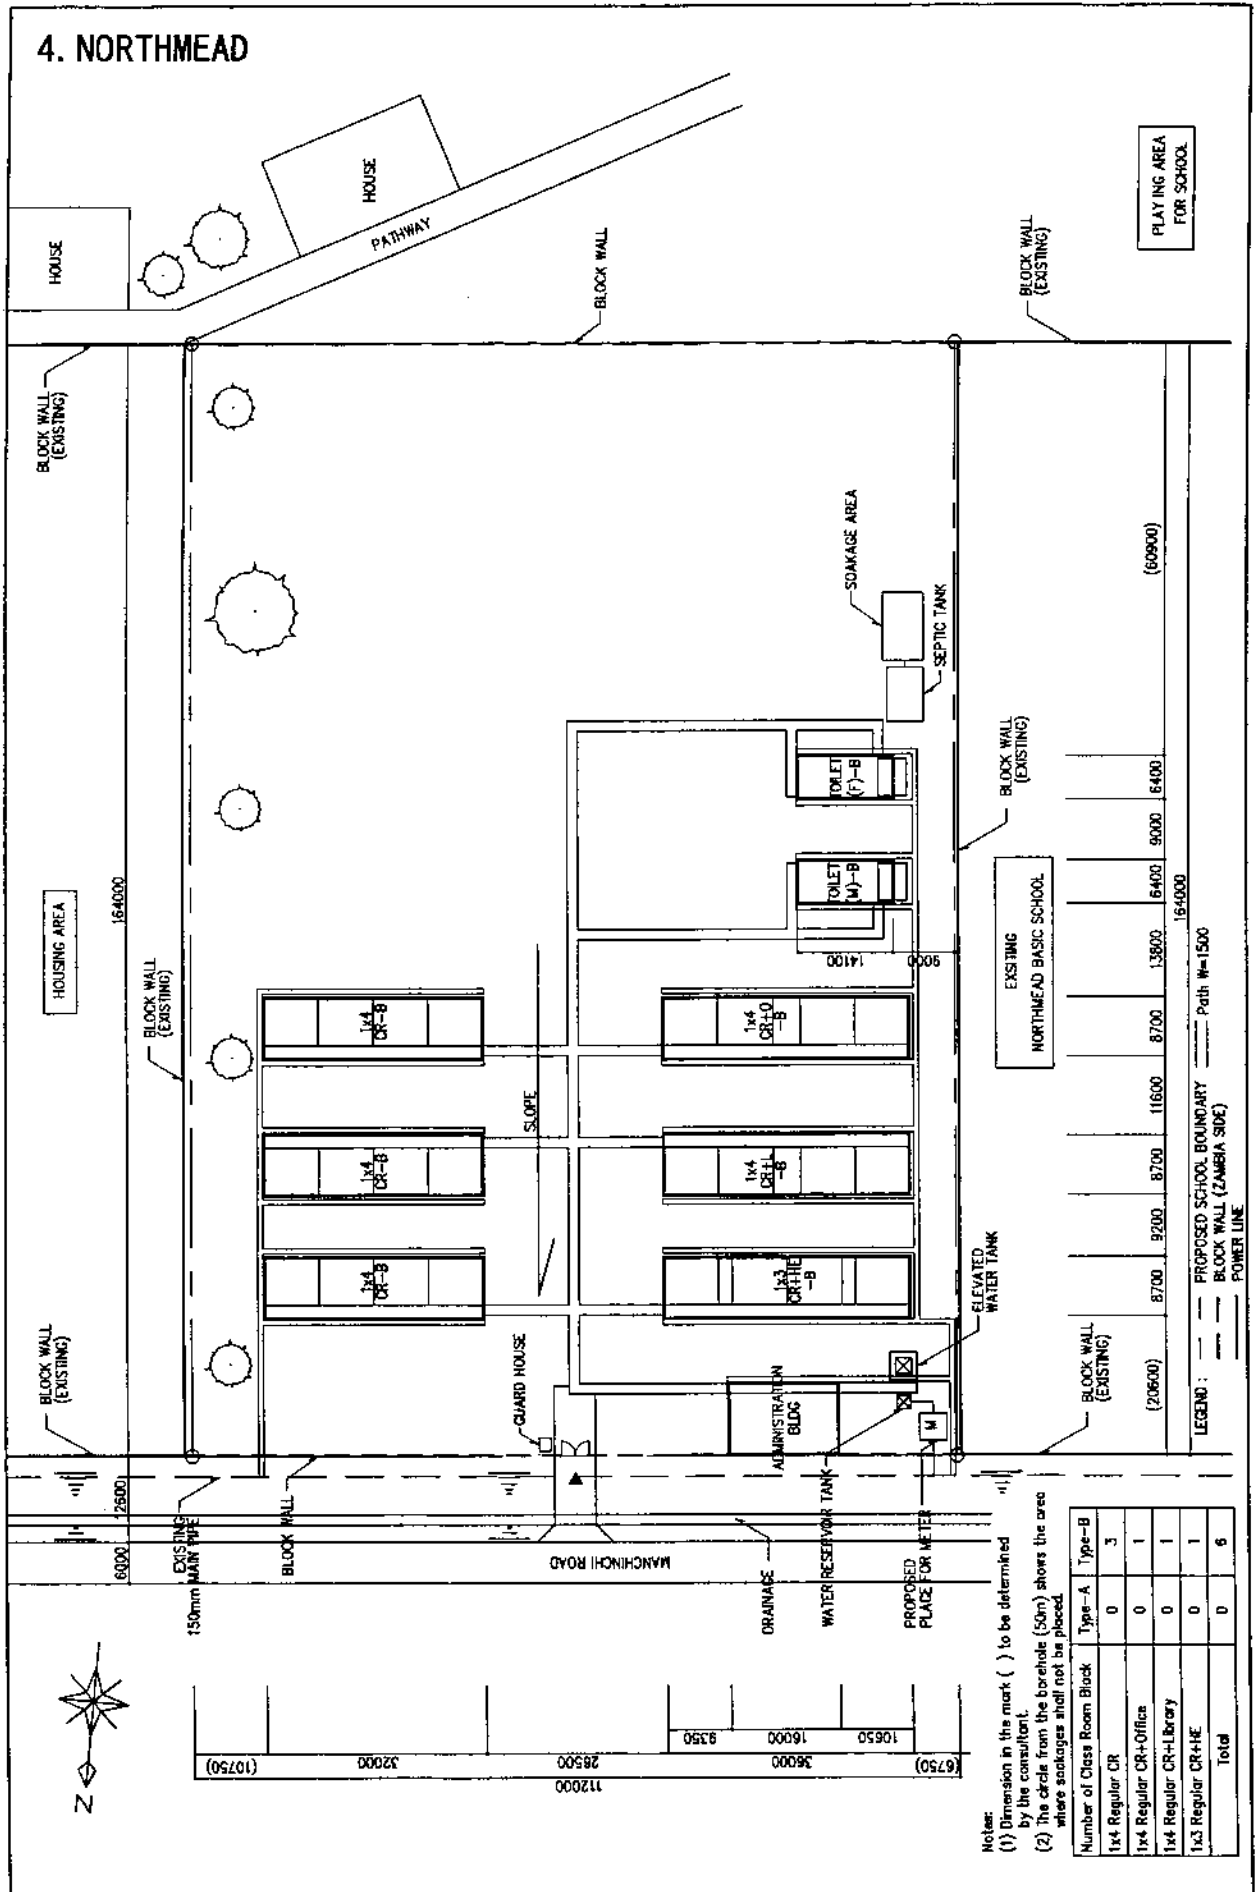 4. NORTHMEAD
HOUSE
HOUSE
PATHWAY
BLOCK WALL
(EXISTING)
BLOCK WALL
BLOCK WALL
(EXISTING)
PLAYING AREA
FOR SCHOOL
HOUSING AREA
164000
BLOCK WALL
(EXISTING)
SOAKAGE AREA
SEPTIC TANK
(60900)
TOILET
(F)-B
TOILET
(M)-B
14100
9000
BLOCK WALL
(EXISTING)
EXSITING
NORTHMEAD BASIC SCHOOL
6400
9000
6400
13800
8700
11600
8700
9200
8700
(20600)
164000
1x4
CR-B
1x4
CR-B
1x4
CR-B
1x4
CR+O
-B
1x4
CR+L
-B
1x3
CR+HE
-B
SLOPE
ELEVATED
WATER TANK
BLOCK WALL
(EXISTING)
GUARD HOUSE
ADMINISTRATION
BLDG
M
BLOCK WALL
(EXISTING)
12600
6000
EXISTING
150mm MAIN PIPE
BLOCK WALL
MANCHINCHI ROAD
DRAINAGE
WATER RESERVOIR TANK
PROPOSED
PLACE FOR METER
LEGEND :
PROPOSED SCHOOL BOUNDARY
Path W=1500
BLOCK WALL (ZAMBIA SIDE)
POWER LINE
N
(10750)
32000
26500
36000
(6750)
9350
16000
10650
112000
Notes:
(1) Dimension in the mark ( ) to be determined
by the consultant.
(2) The circle from the borehole (50m) shows the area
where soakages shall not be placed.
Number of Class Room Block Type-A Type-B
1x4 Regular CR 0 3
1x4 Regular CR+Office 0 1
1x4 Regular CR+Library 0 1
1x3 Regular CR+HE 0 1
Total 0 6